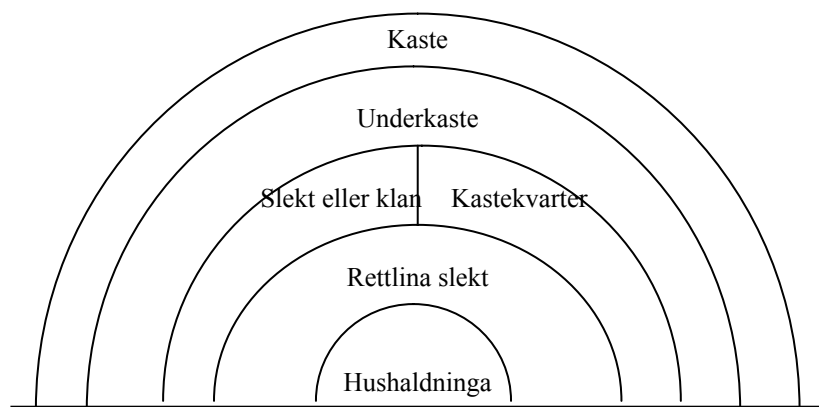 Kaste
Underkaste
Slekt eller klan Kastekvarter
Rettlina slekt
Hushaldninga